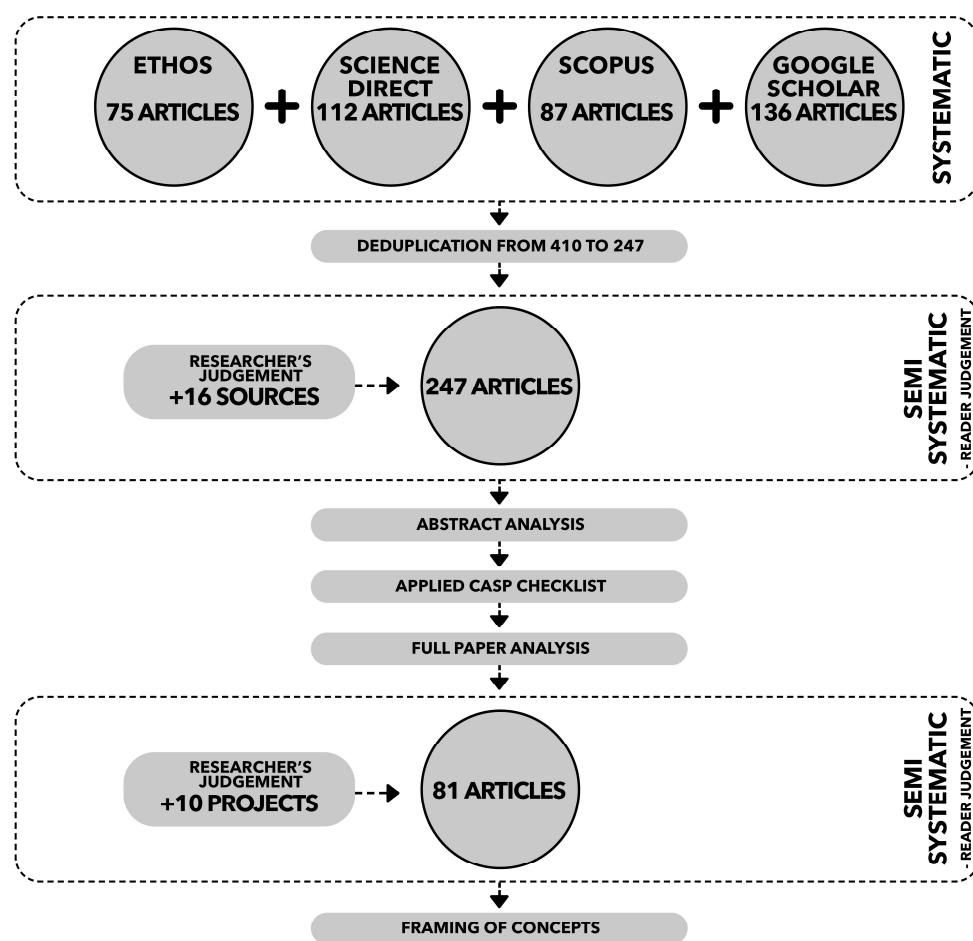 ETHOS
75 ARTICLES
+
SCIENCE
DIRECT
112 ARTICLES
+
SCOPUS
87 ARTICLES
+
GOOGLE
SCHOLAR
136 ARTICLES
SYSTEMATIC
DEDUPLICATION FROM 410 TO 247
RESEARCHER'S
JUDGEMENT
+16 SOURCES
247 ARTICLES
SEMI
SYSTEMATIC
- READER JUDGEMENT
ABSTRACT ANALYSIS
APPLIED CASP CHECKLIST
FULL PAPER ANALYSIS
RESEARCHER'S
JUDGEMENT
+10 PROJECTS
81 ARTICLES
SEMI
SYSTEMATIC
- READER JUDGEMENT
FRAMING OF CONCEPTS